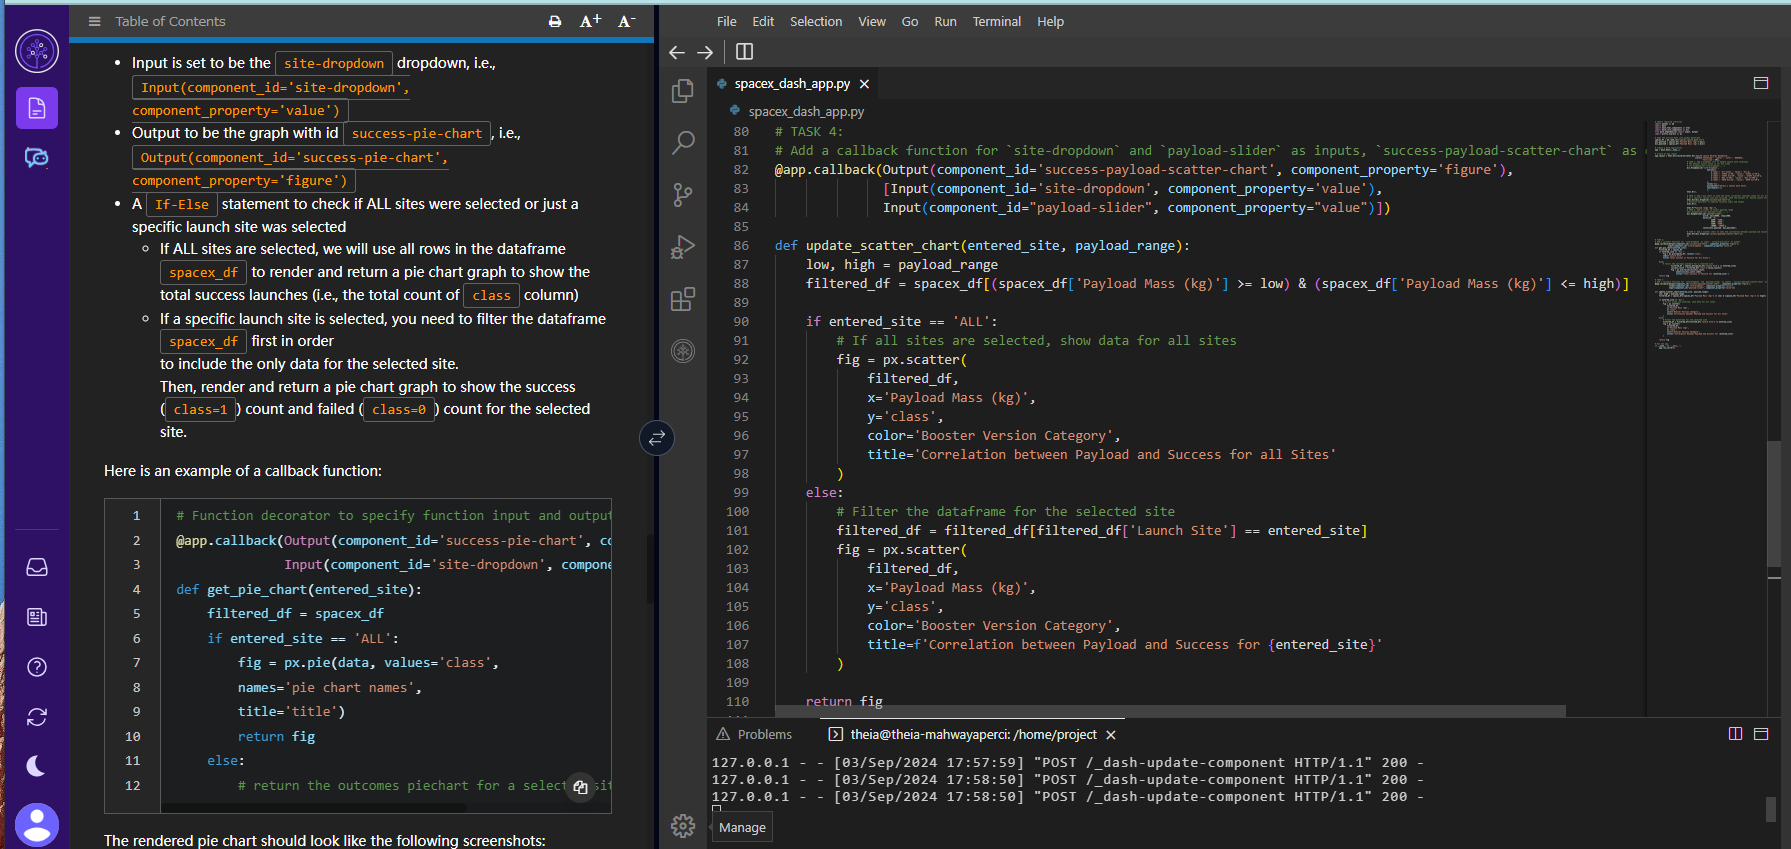 Table of Contents
A+ A-
• Input is set to be the site-dropdown dropdown, i.e.,
Input(component_id='site-dropdown',
component_property='value')
• Output to be the graph with id success-pie-chart , i.e.,
Output(component_id='success-pie-chart',
component_property='figure')
• A If-Else statement to check if ALL sites were selected or just a
specific launch site was selected
◦ If ALL sites are selected, we will use all rows in the dataframe
spacex_df to render and return a pie chart graph to show the
total success launches (i.e., the total count of class column)
◦ If a specific launch site is selected, you need to filter the dataframe
spacex_df first in order
to include the only data for the selected site.
Then, render and return a pie chart graph to show the success
( class=1 ) count and failed ( class=0 ) count for the selected
site.
Here is an example of a callback function:
1 # Function decorator to specify function input and output
2 @app.callback(Output(component_id='success-pie-chart', co
3 Input(component_id='site-dropdown', compone
4 def get_pie_chart(entered_site):
5 filtered_df = spacex_df
6 if entered_site == 'ALL':
7 fig = px.pie(data, values='class',
8 names='pie chart names',
9 title='title')
10 return fig
11 else:
12 # return the outcomes piechart for a select sit
The rendered pie chart should look like the following screenshots:
File Edit Selection View Go Run Terminal Help
spacex_dash_app.py
spacex_dash_app.py
80 # TASK 4:
81 # Add a callback function for `site-dropdown` and `payload-slider` as inputs, `success-payload-scatter-chart` as
82 @app.callback(Output(component_id='success-payload-scatter-chart', component_property='figure'),
83 [Input(component_id='site-dropdown', component_property='value'),
84 Input(component_id="payload-slider", component_property="value")])
85
86 def update_scatter_chart(entered_site, payload_range):
87 low, high = payload_range
88 filtered_df = spacex_df[(spacex_df['Payload Mass (kg)'] >= low) & (spacex_df['Payload Mass (kg)'] <= high)]
89
90 if entered_site == 'ALL':
91 # If all sites are selected, show data for all sites
92 fig = px.scatter(
93 filtered_df,
94 x='Payload Mass (kg)',
95 y='class',
96 color='Booster Version Category',
97 title='Correlation between Payload and Success for all Sites'
98 )
99 else:
100 # Filter the dataframe for the selected site
101 filtered_df = filtered_df[filtered_df['Launch Site'] == entered_site]
102 fig = px.scatter(
103 filtered_df,
104 x='Payload Mass (kg)',
105 y='class',
106 color='Booster Version Category',
107 title=f'Correlation between Payload and Success for {entered_site}'
108 )
109
110 return fig
Problems
theia@theia-mahwayaperci: /home/project
127.0.0.1 - - [03/Sep/2024 17:57:59] "POST /_dash-update-component HTTP/1.1" 200 -
127.0.0.1 - - [03/Sep/2024 17:58:50] "POST /_dash-update-component HTTP/1.1" 200 -
127.0.0.1 - - [03/Sep/2024 17:58:50] "POST /_dash-update-component HTTP/1.1" 200 -
Manage